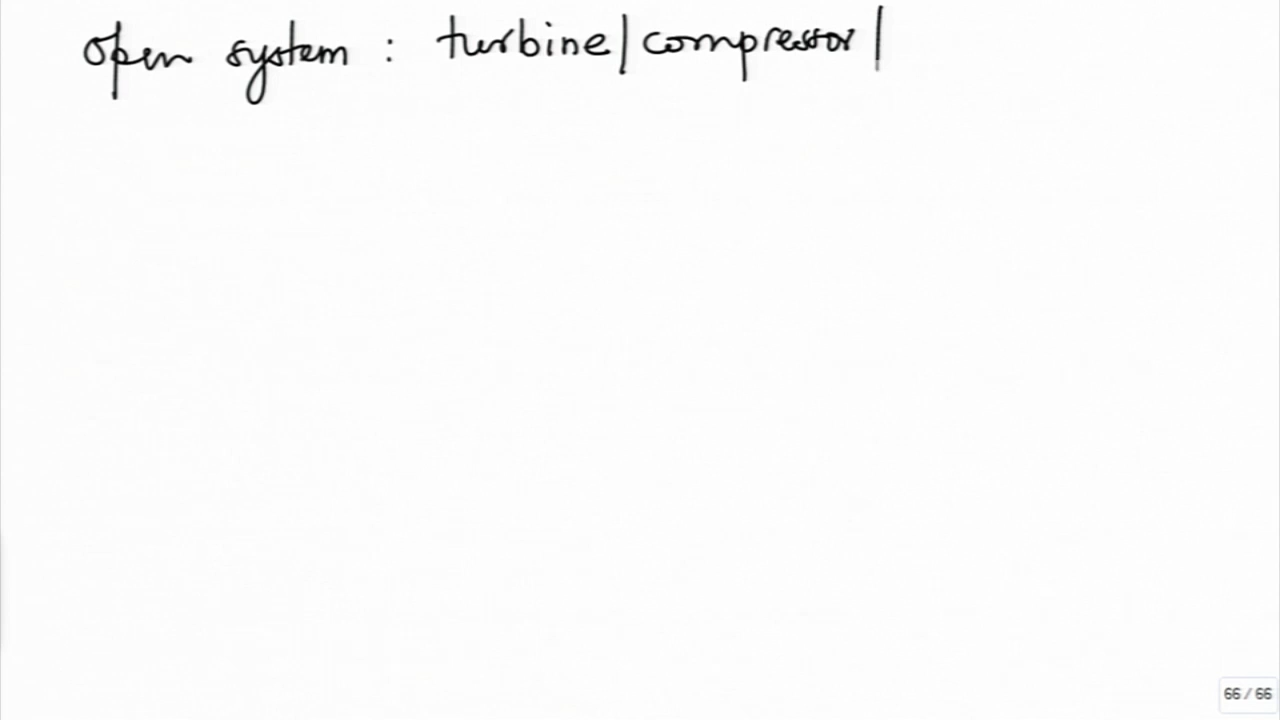 open system : turbine/compressor/
66 / 66